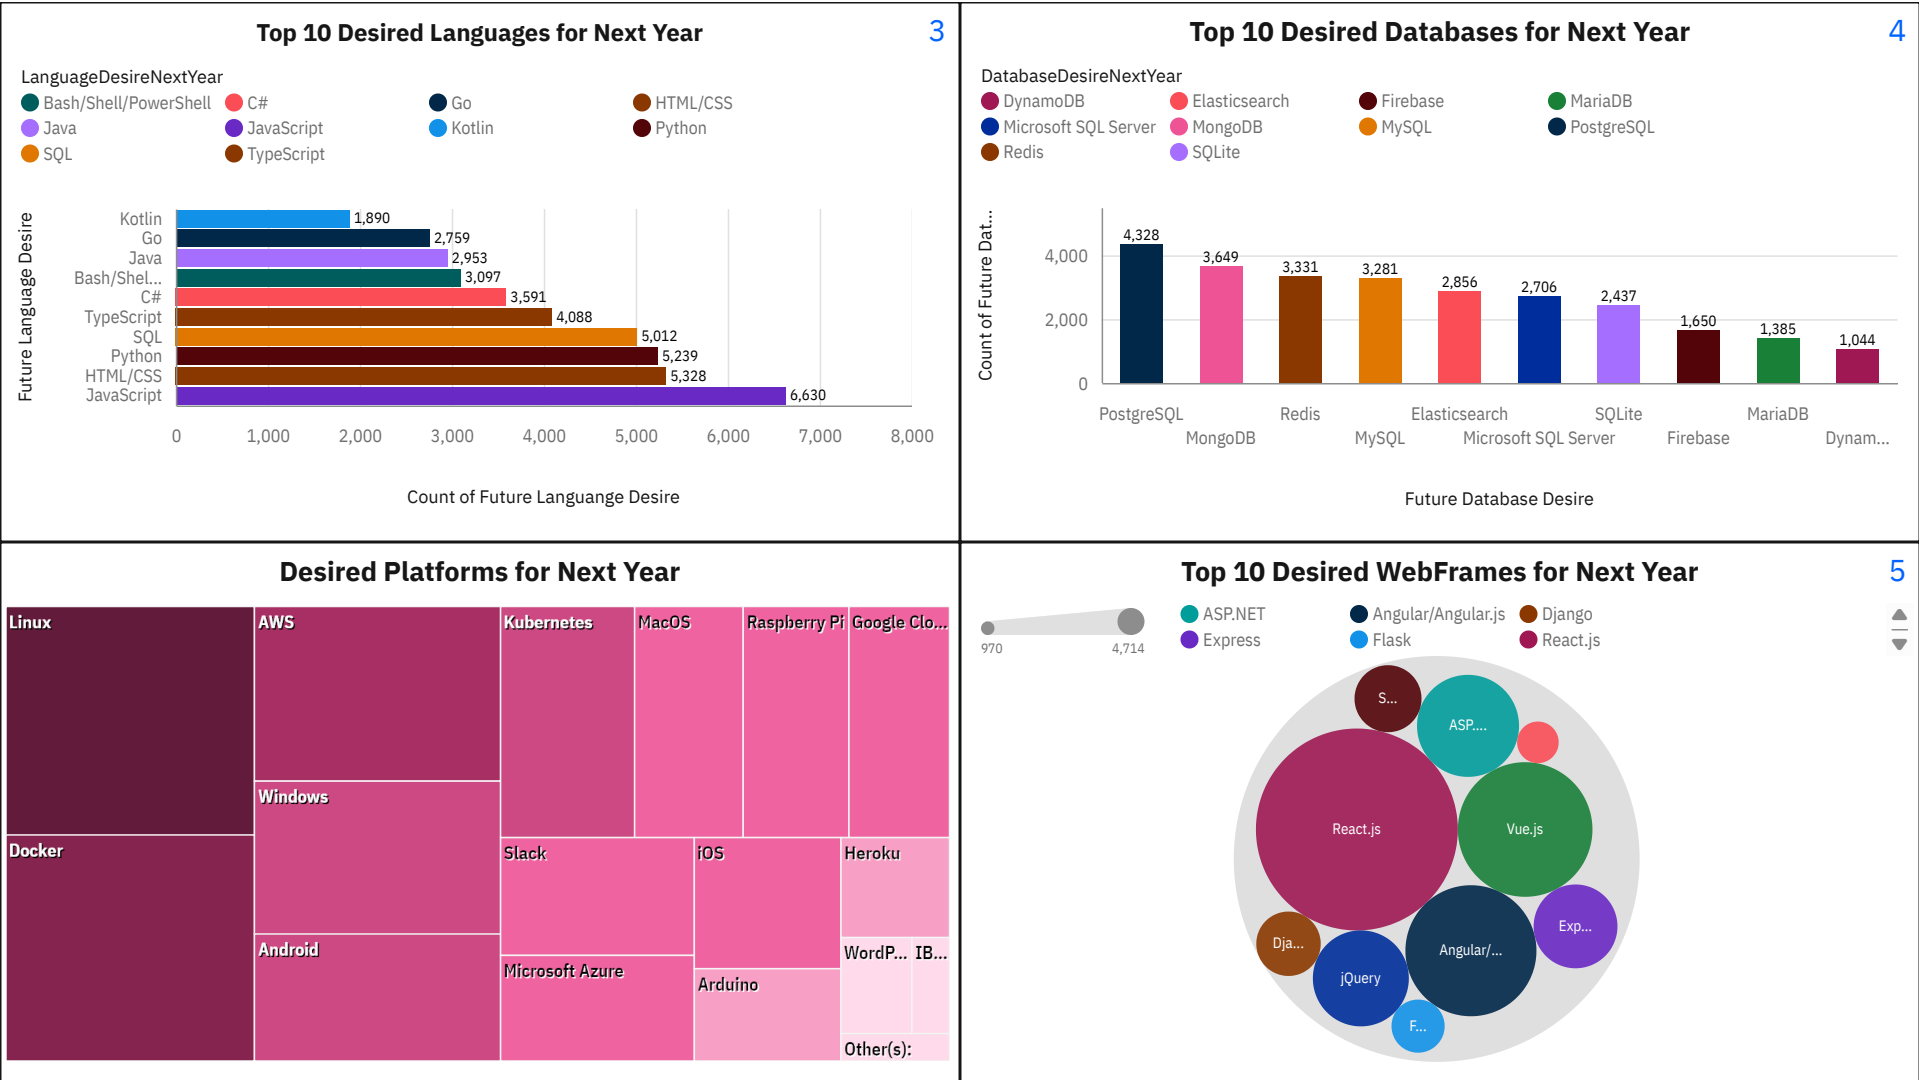 Top 10 Desired Languages for Next Year
3
LanguageDesireNextYear
Bash/Shell/PowerShell C# Go HTML/CSS
Java JavaScript Kotlin Python
SQL TypeScript
Future Language Desire
Kotlin 1,890
Go 2,759
Java 2,953
Bash/Shel... 3,097
C# 3,591
TypeScript 4,088
SQL 5,012
Python 5,239
HTML/CSS 5,328
JavaScript 6,630
0 1,000 2,000 3,000 4,000 5,000 6,000 7,000 8,000
Count of Future Languange Desire
Top 10 Desired Databases for Next Year
4
DatabaseDesireNextYear
DynamoDB Elasticsearch Firebase MariaDB
Microsoft SQL Server MongoDB MySQL PostgreSQL
Redis SQLite
Count of Future Dat...
4,000
2,000
0
4,328 3,649 3,331 3,281 2,856 2,706 2,437 1,650 1,385 1,044
PostgreSQL Redis Elasticsearch SQLite MariaDB
MongoDB MySQL Microsoft SQL Server Firebase Dynam...
Future Database Desire
Desired Platforms for Next Year
Linux
Docker
AWS
Windows
Android
Kubernetes
MacOS
Raspberry Pi
Google Clo...
Slack
Microsoft Azure
iOS
Arduino
Heroku
WordP...
IB...
Other(s):
Top 10 Desired WebFrames for Next Year
5
970 4,714
ASP.NET Angular/Angular.js Django
Express Flask React.js
S...
ASP....
React.js
Vue.js
Exp...
Dja...
Angular/...
jQuery
F...